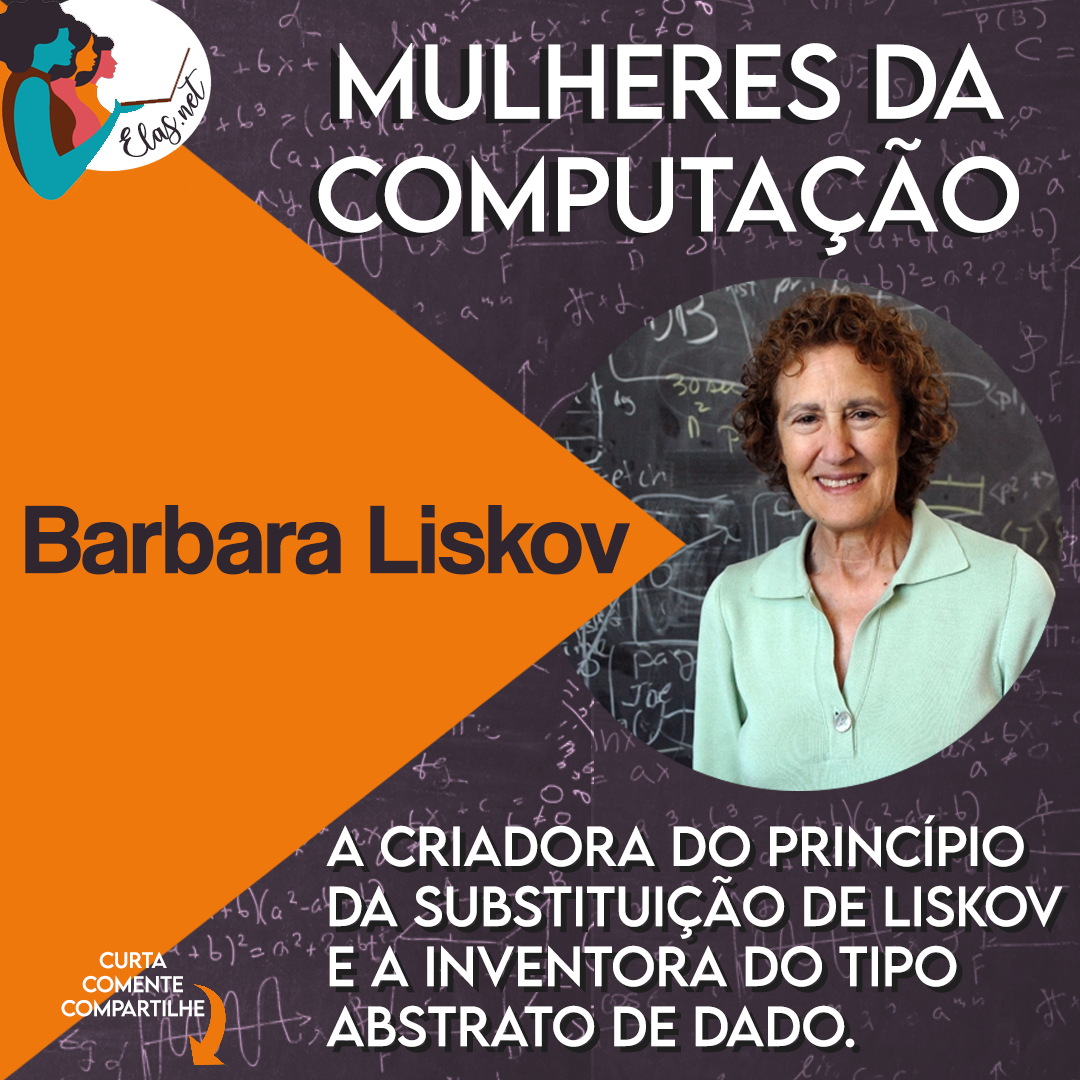 Elas.net
MULHERES DA
COMPUTAÇÃO
Barbara Liskov
A CRIADORA DO PRINCÍPIO
DA SUBSTITUIÇÃO DE LISKOV
E A INVENTORA DO TIPO
ABSTRATO DE DADO.
CURTA
COMENTE
COMPARTILHE